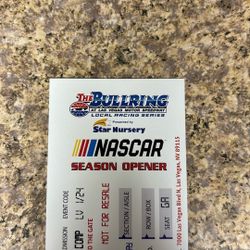 THE BULLRING
AT LAS VEGAS MOTOR SPEEDWAY
LOCAL RACING SERIES
Presented by
Star Nursery
NASCAR
SEASON OPENER
7000 Las Vegas Blvd N, Las Vegas, NV 89115
EVENT CODE
LV 1/24
COMP
NOT FOR RESALE
SECTION/AISLE
ROW/BOX
SEAT
GA